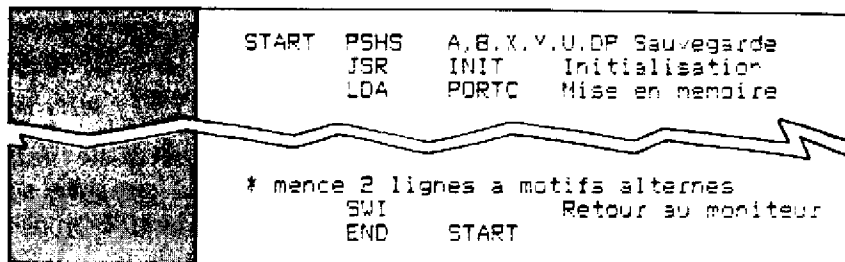 START PSHS A,B,X,Y,U,DP Sauvegarde
JSR INIT Initialisation
LDA PORTC Mise en memoire
* mence 2 lignes a motifs alternes
SWI Retour au moniteur
END START